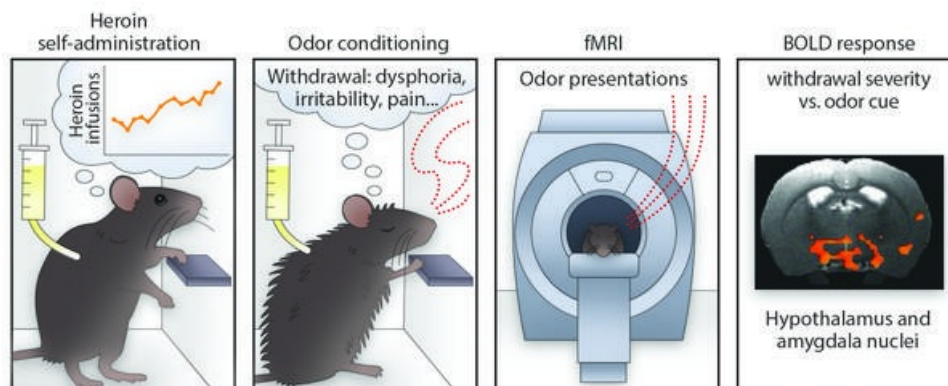 Heroin
self-administration
Heroin
infusions
Odor conditioning
Withdrawal: dysphoria,
irritability, pain...
fMRI
Odor presentations
BOLD response
withdrawal severity
vs. odor cue
Hypothalamus and
amygdala nuclei